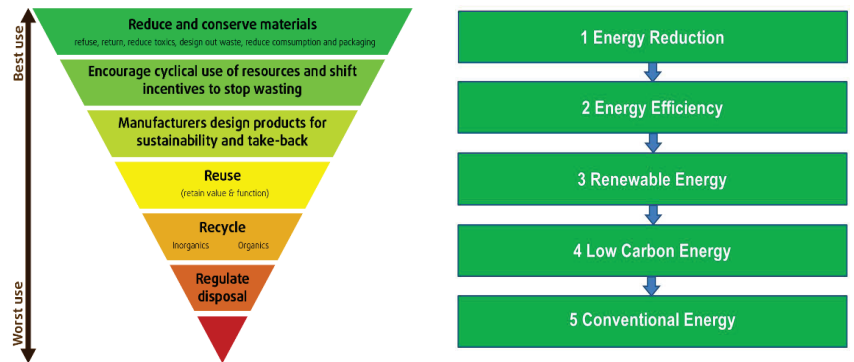 Best use
Worst use
Reduce and conserve materials
refuse, return, reduce toxics, design out waste, reduce comsumption and packaging
Encourage cyclical use of resources and shift
incentives to stop wasting
Manufacturers design products for
sustainability and take-back
Reuse
(retain value & function)
Recycle
Inorganics Organics
Regulate
disposal
1 Energy Reduction
2 Energy Efficiency
3 Renewable Energy
4 Low Carbon Energy
5 Conventional Energy